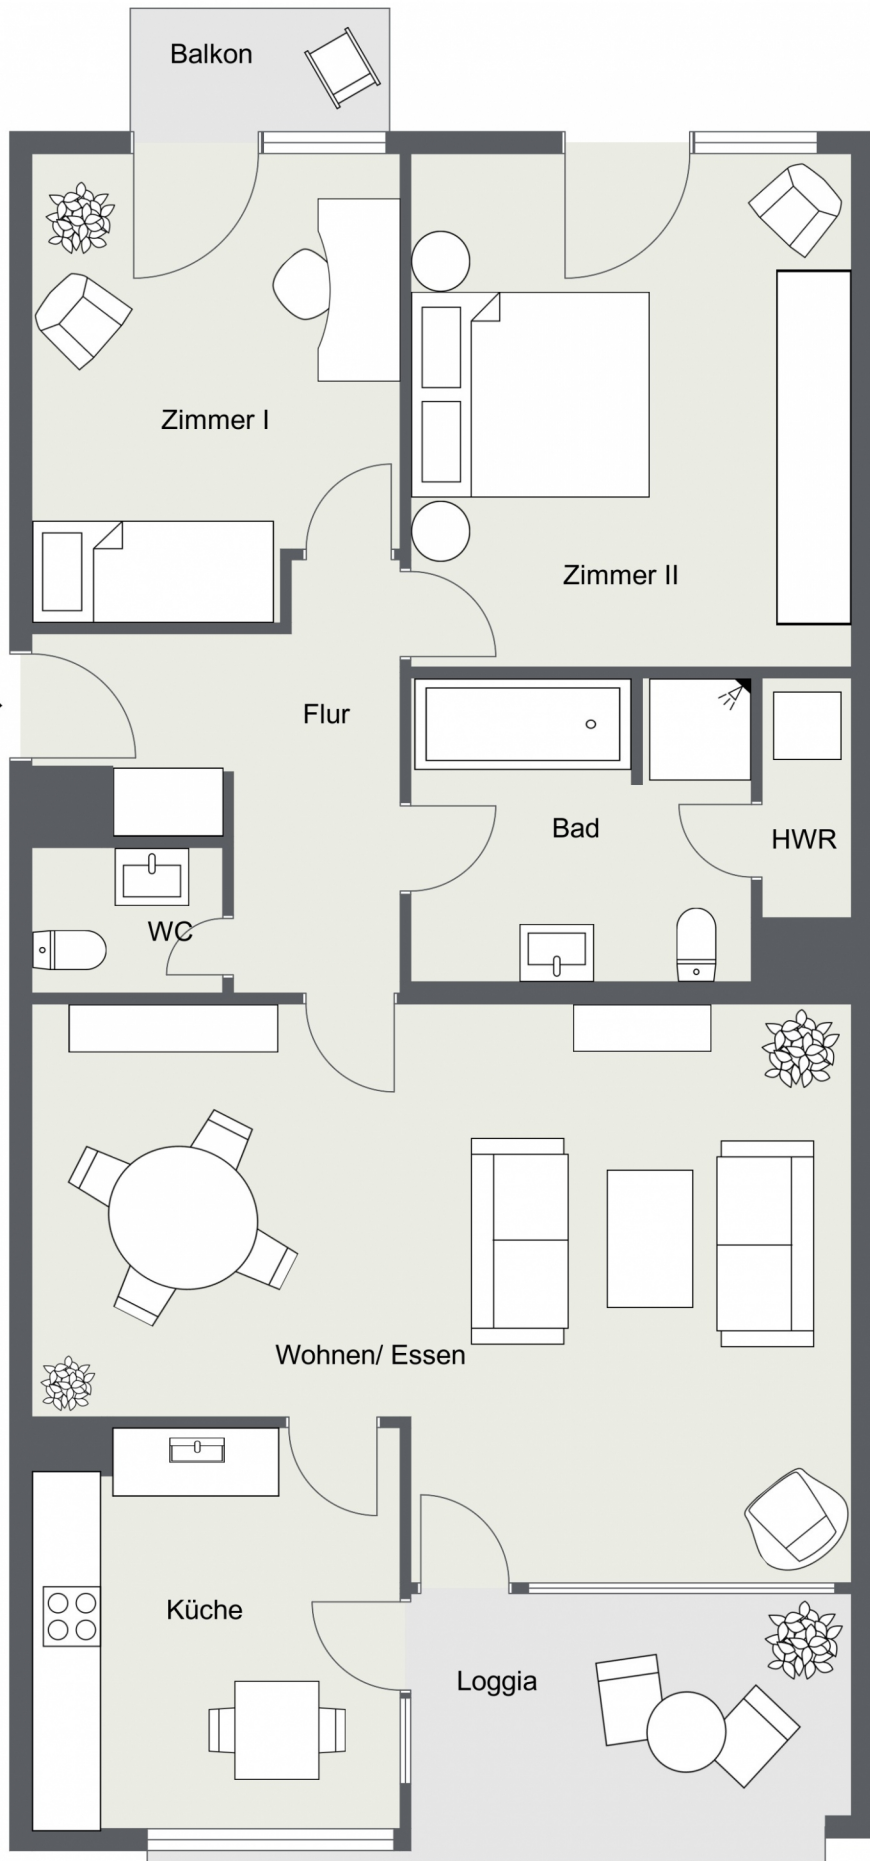 Balkon
Zimmer I
Zimmer II
Flur
Bad
HWR
WC
Wohnen/ Essen
Küche
Loggia